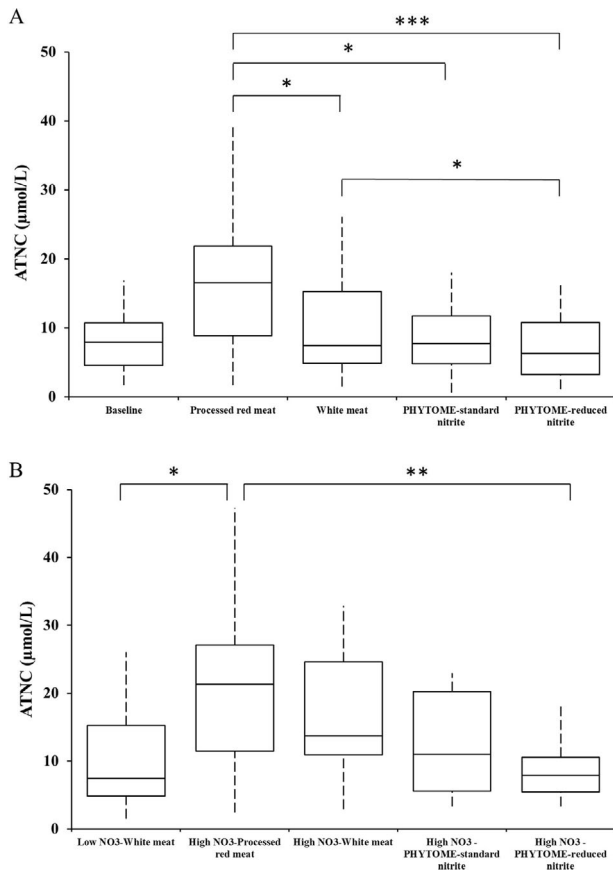 A
***
*
*
*
ATNC (µmol/L)
60
50
40
30
20
10
0
Baseline
Processed red meat
White meat
PHYTOME-standard
nitrite
PHYTOME-reduced
nitrite
B
*
**
ATNC (µmol/L)
50
40
30
20
10
0
Low NO3-White meat
High NO3-Processed
red meat
High NO3-White meat
High NO3 -
PHYTOME-standard
nitrite
High NO3 -
PHYTOME-reduced
nitrite